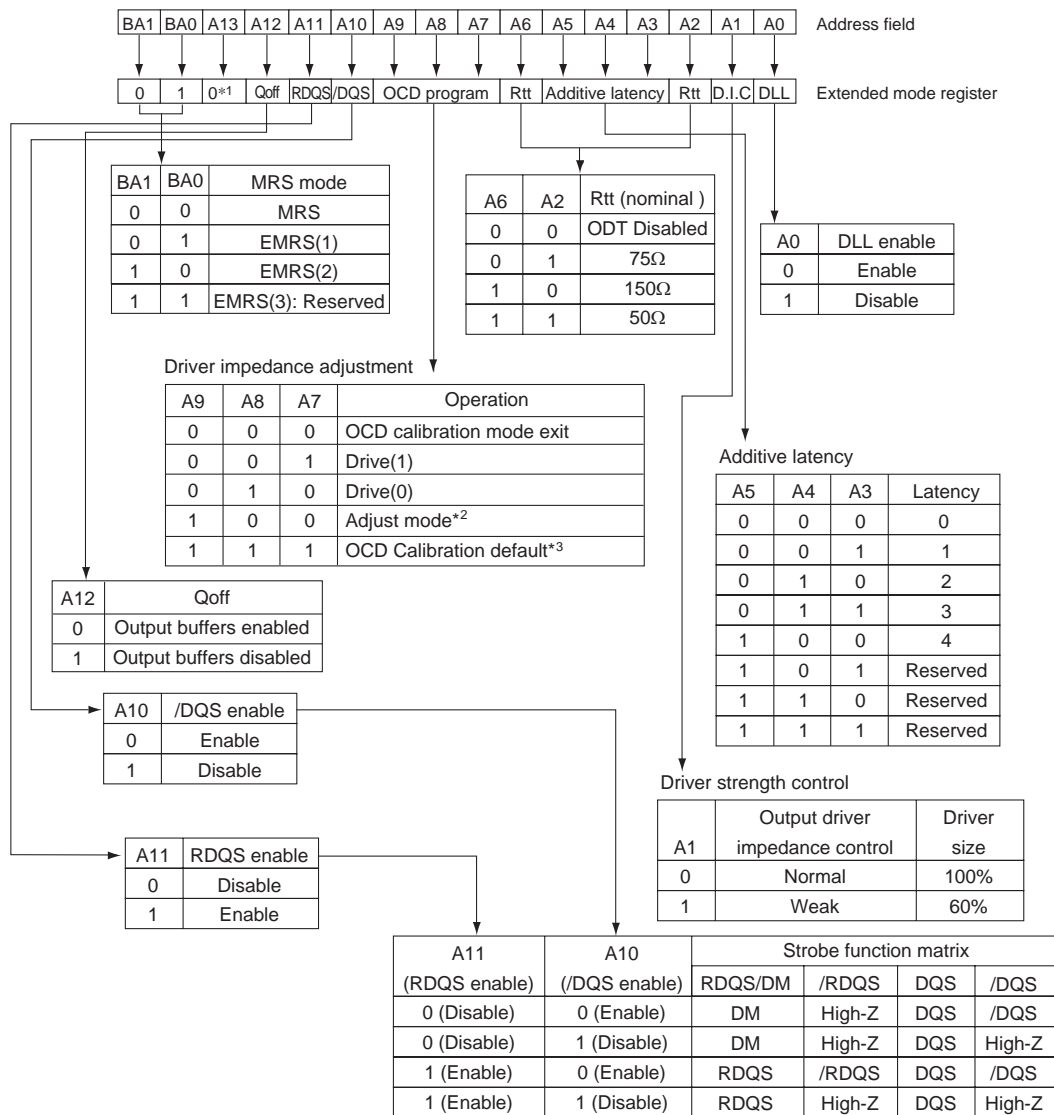 BA1 BA0 A13 A12 A11 A10 A9 A8 A7 A6 A5 A4 A3 A2 A1 A0 Address field
0 1 0*1 Qoff RDQS /DQS OCD program Rtt Additive latency Rtt D.I.C DLL Extended mode register
BA1 BA0 MRS mode
0 0 MRS
0 1 EMRS(1)
1 0 EMRS(2)
1 1 EMRS(3): Reserved
A6 A2 Rtt (nominal )
0 0 ODT Disabled
0 1 75Ω
1 0 150Ω
1 1 50Ω
A0 DLL enable
0 Enable
1 Disable
Driver impedance adjustment
A9 A8 A7 Operation
0 0 0 OCD calibration mode exit
0 0 1 Drive(1)
0 1 0 Drive(0)
1 0 0 Adjust mode*2
1 1 1 OCD Calibration default*3
Additive latency
A5 A4 A3 Latency
0 0 0 0
0 0 1 1
0 1 0 2
0 1 1 3
1 0 0 4
1 0 1 Reserved
1 1 0 Reserved
1 1 1 Reserved
A12 Qoff
0 Output buffers enabled
1 Output buffers disabled
A10 /DQS enable
0 Enable
1 Disable
Driver strength control
Output driver Driver
A1 impedance control size
0 Normal 100%
1 Weak 60%
A11 RDQS enable
0 Disable
1 Enable
A11 A10 Strobe function matrix
(RDQS enable) (/DQS enable) RDQS/DM /RDQS DQS /DQS
0 (Disable) 0 (Enable) DM High-Z DQS /DQS
0 (Disable) 1 (Disable) DM High-Z DQS High-Z
1 (Enable) 0 (Enable) RDQS /RDQS DQS /DQS
1 (Enable) 1 (Disable) RDQS High-Z DQS High-Z